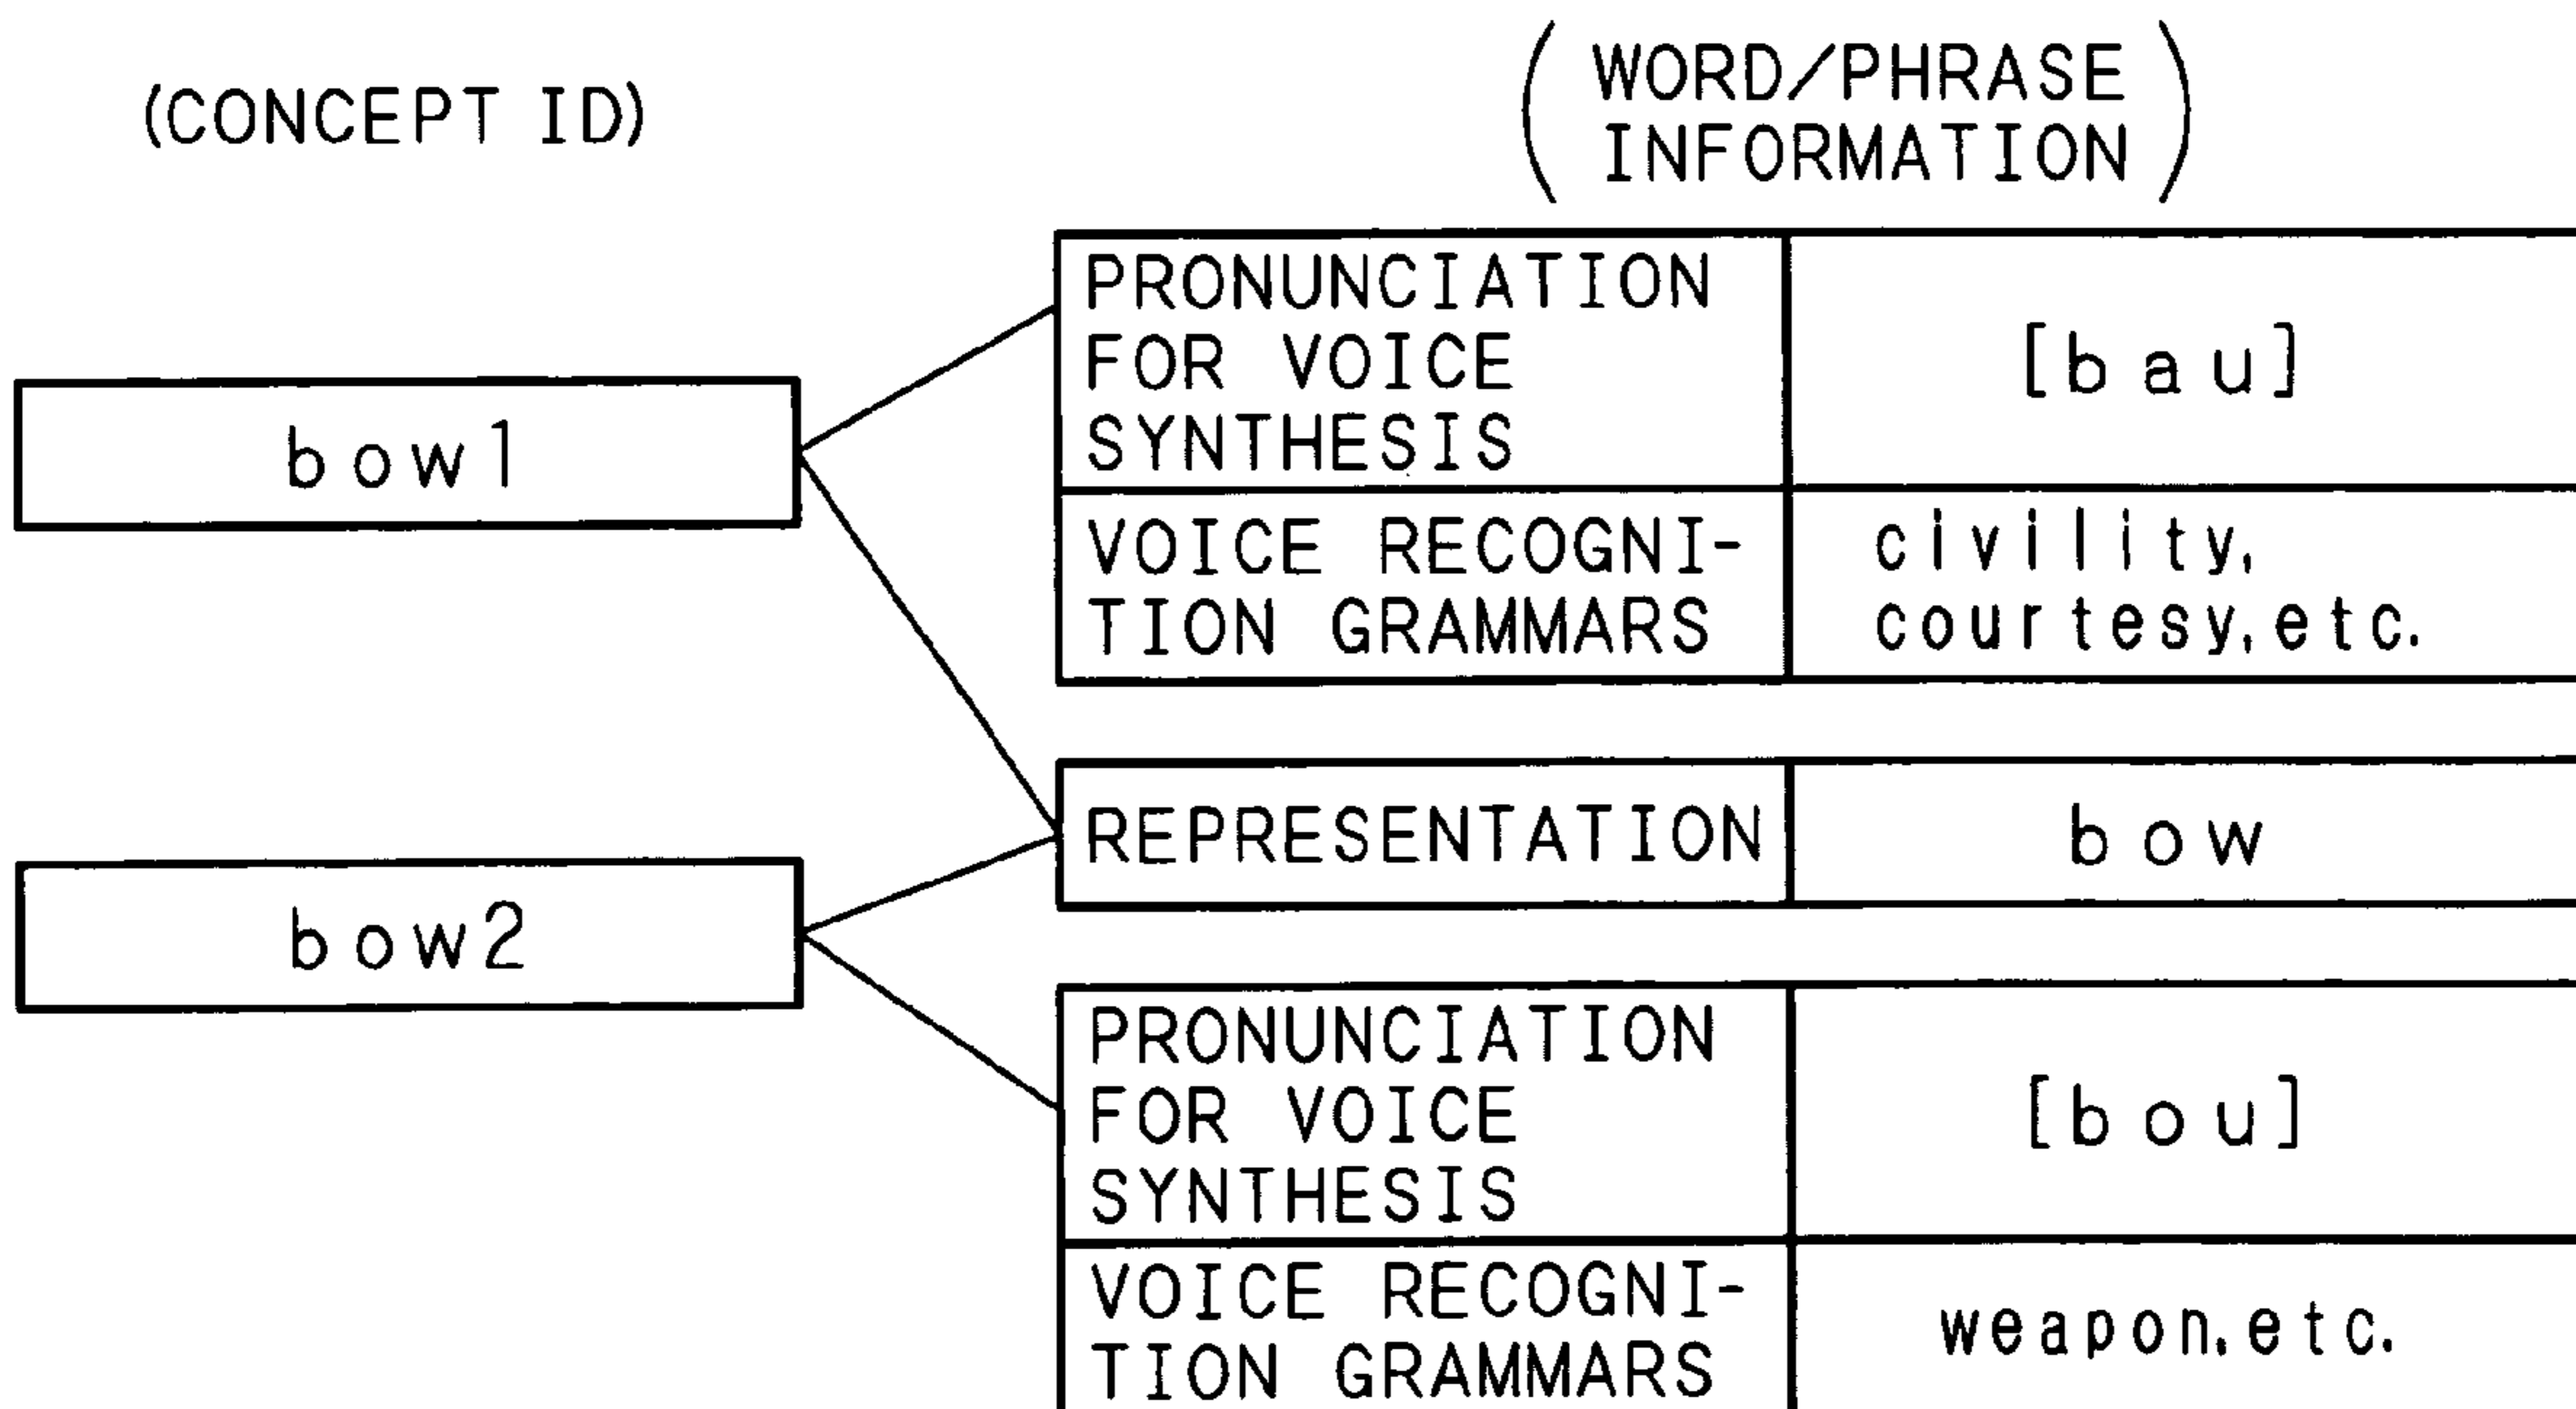 (CONCEPT ID)
(WORD/PHRASE
INFORMATION)
bow1
PRONUNCIATION
FOR VOICE
SYNTHESIS
[bau]
VOICE RECOGNI-
TION GRAMMARS
civility,
courtesy, etc.
REPRESENTATION
bow
bow2
PRONUNCIATION
FOR VOICE
SYNTHESIS
[bou]
VOICE RECOGNI-
TION GRAMMARS
weapon, etc.